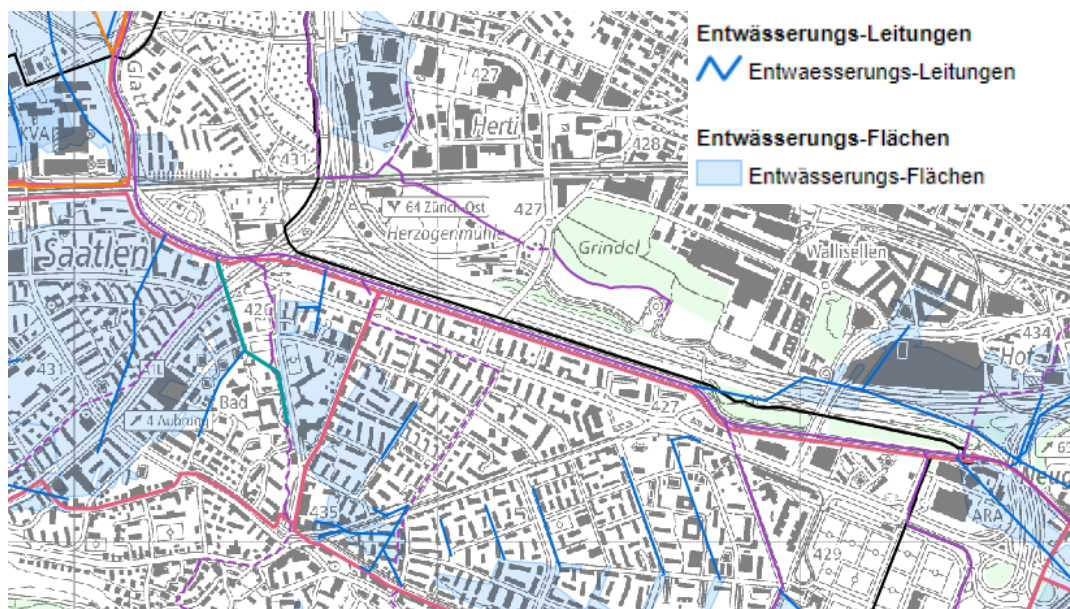 Entwässerungs-Leitungen
Entwaesserungs-Leitungen
Entwässerungs-Flächen
Entwässerungs-Flächen
Glatt
427
KVA
Herti
431
428
64 Zürich-Ost
427
Herzogenmühle
Grindel
Wallisellen
Saatlen
426
434
Hof
431
Bad
4 Aubrugg
427
435
ARA
429